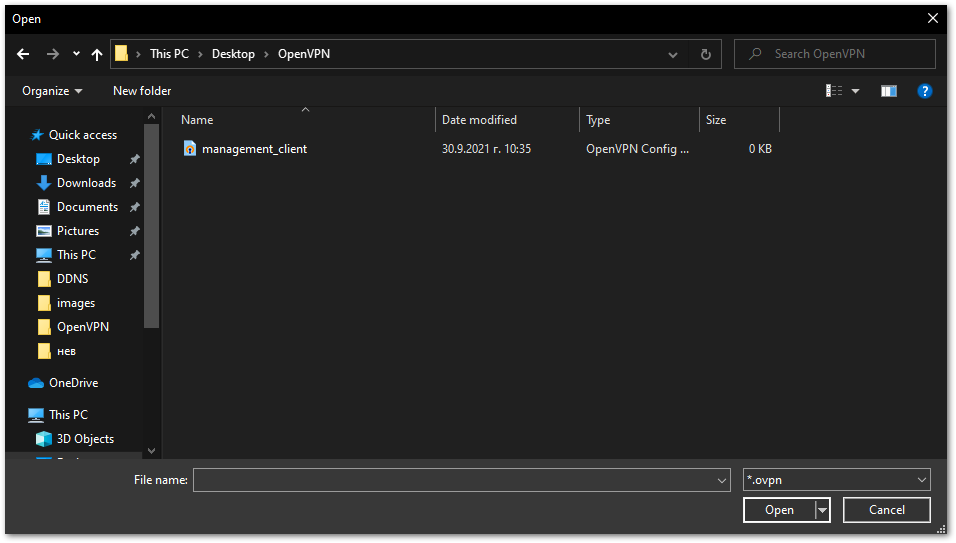 Open
This PC > Desktop > OpenVPN
Search OpenVPN
Organize
New folder
Name
Date modified
Type
Size
management_client
30.9.2021 г. 10:35
OpenVPN Config ...
0 KB
Quick access
Desktop
Downloads
Documents
Pictures
This PC
DDNS
images
OpenVPN
нев
OneDrive
This PC
3D Objects
File name:
*.ovpn
Open
Cancel